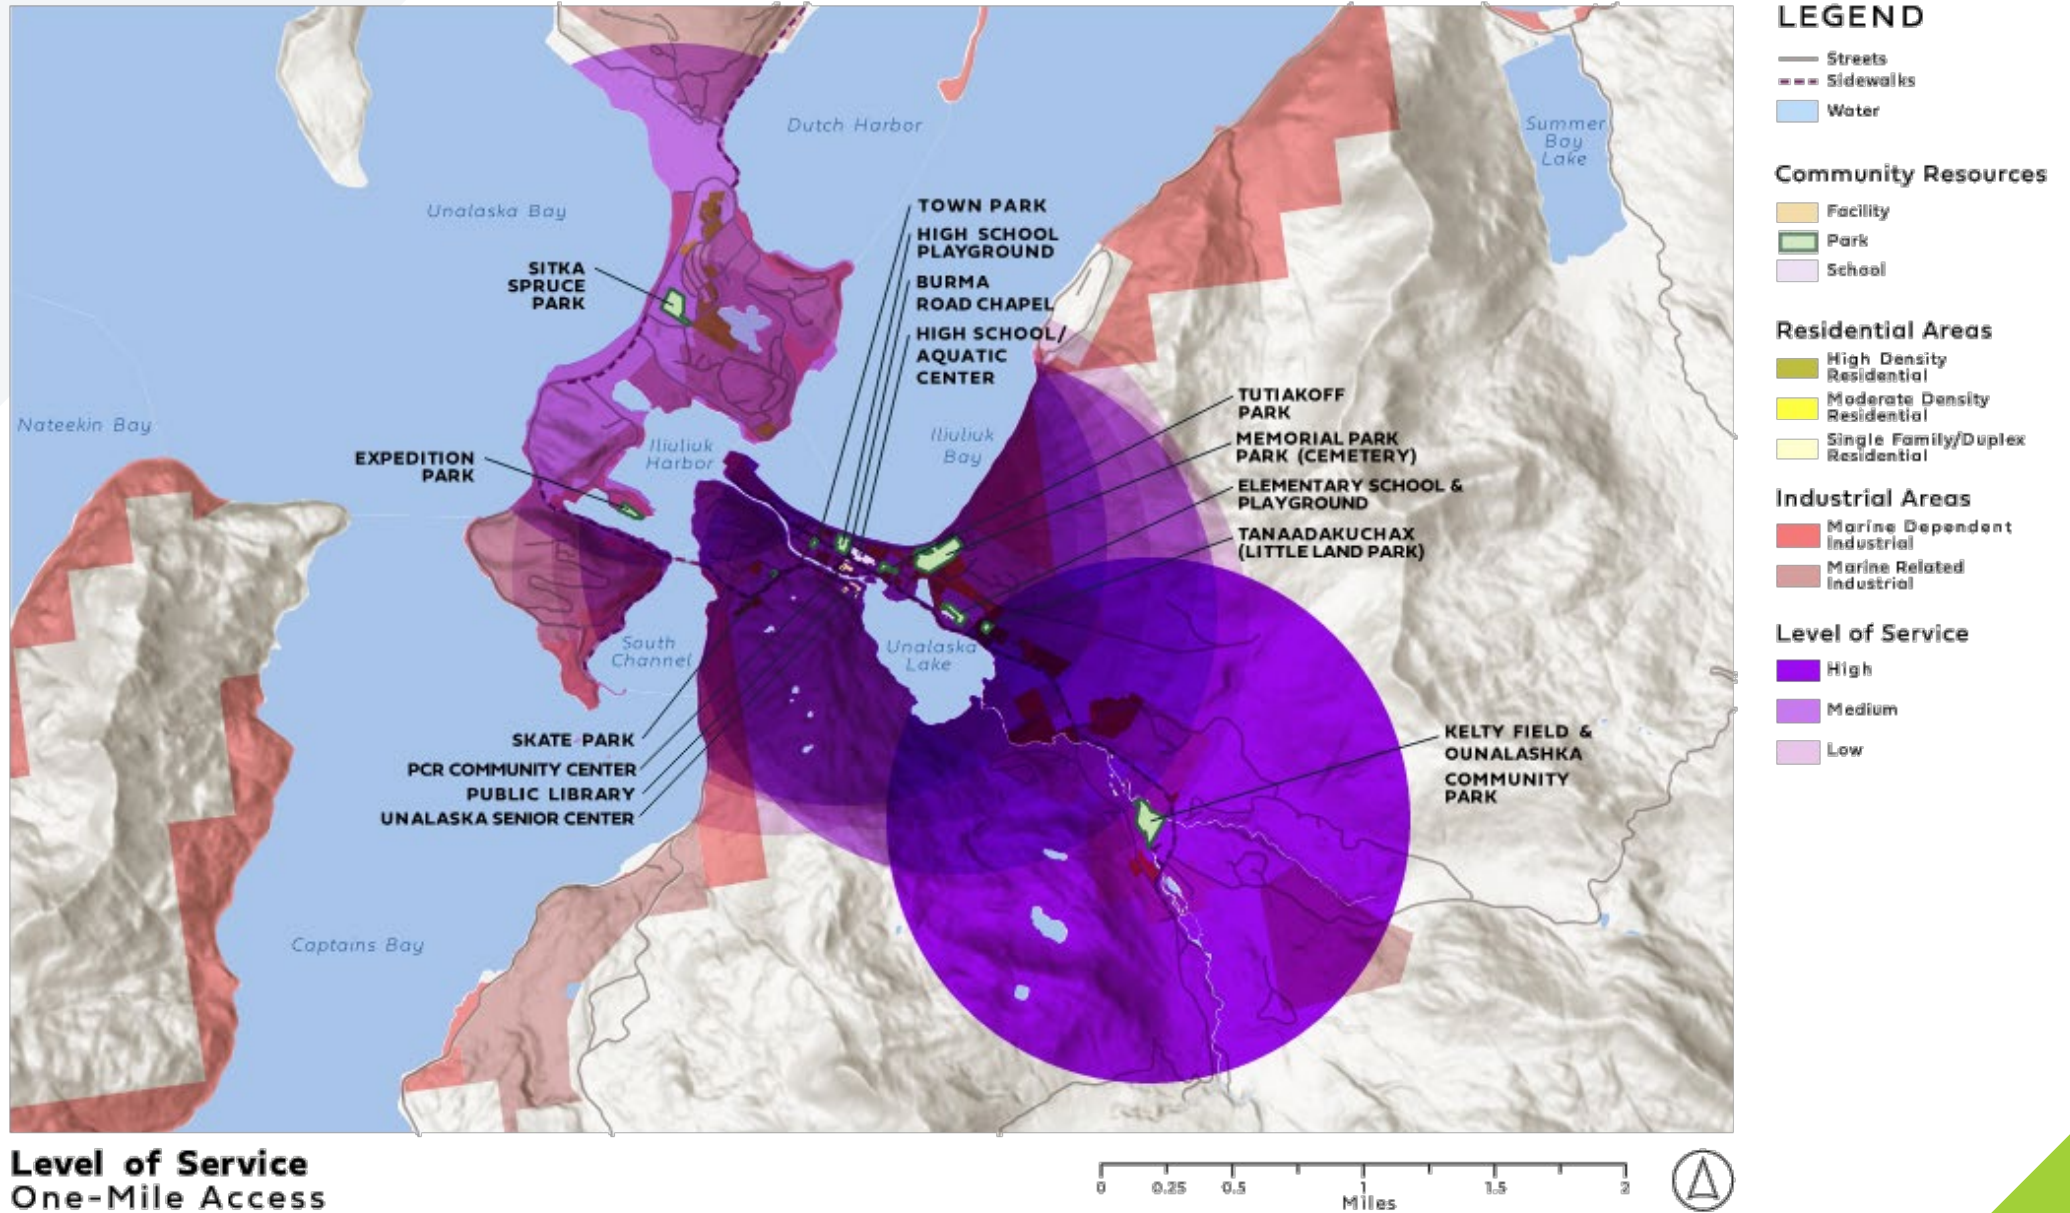 Dutch Harbor
Unalaska Bay
Nateekin Bay
Iliuliuk
Harbor
Iliuliuk
Bay
Summer
Bay
Lake
South
Channel
Unalaska
Lake
Captains Bay
SITKA
SPRUCE
PARK
EXPEDITION
PARK
TOWN PARK
HIGH SCHOOL
PLAYGROUND
BURMA
ROAD CHAPEL
HIGH SCHOOL/
AQUATIC
CENTER
TUTIAKOFF
PARK
MEMORIAL PARK
PARK (CEMETERY)
ELEMENTARY SCHOOL &
PLAYGROUND
TANAADAKUCHAX
(LITTLE LAND PARK)
SKATE PARK
PCR COMMUNITY CENTER
PUBLIC LIBRARY
UNALASKA SENIOR CENTER
KELTY FIELD &
OUNALASHKA
COMMUNITY
PARK
LEGEND
Streets
Sidewalks
Water
Community Resources
Facility
Park
School
Residential Areas
High Density
Residential
Moderate Density
Residential
Single Family/Duplex
Residential
Industrial Areas
Marine Dependent
Industrial
Marine Related
Industrial
Level of Service
High
Medium
Low
Level of Service
One-Mile Access
0 0.25 0.5 1 1.5 2
Miles